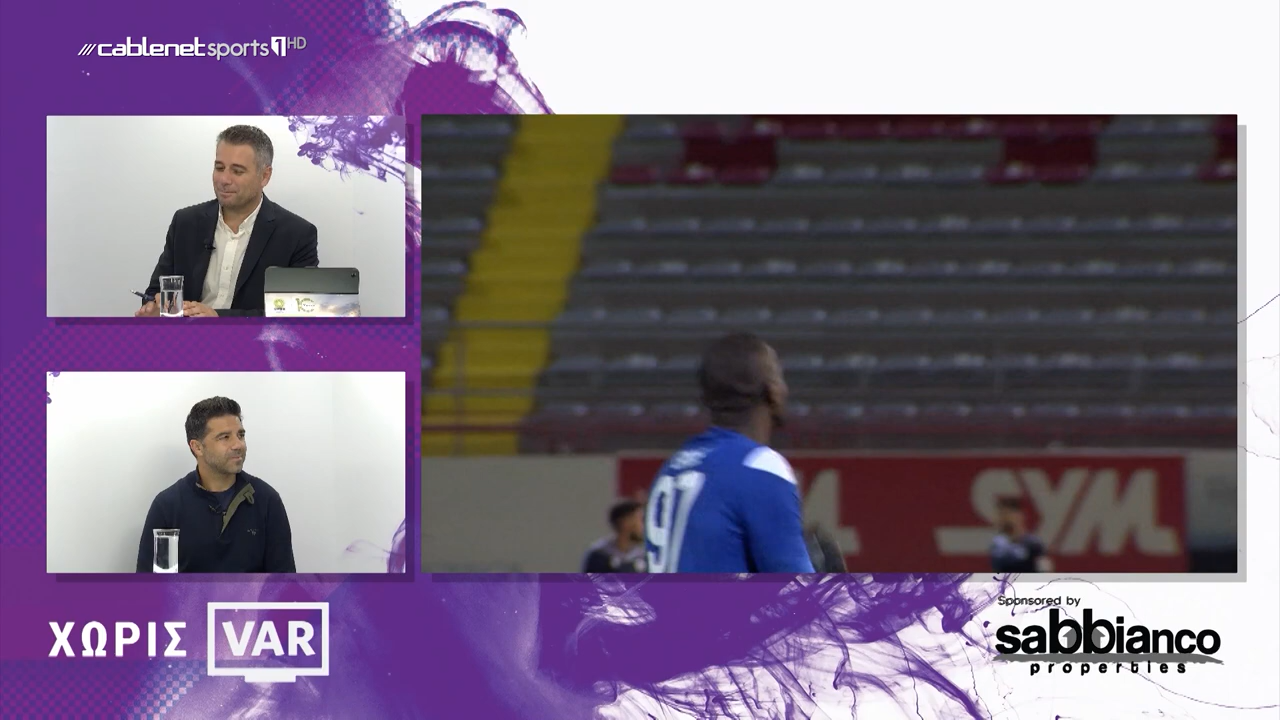 cablenet sports 1 HD
97
SYM
ΧΩΡΙΣ VAR
Sponsored by
sabbianco
properties